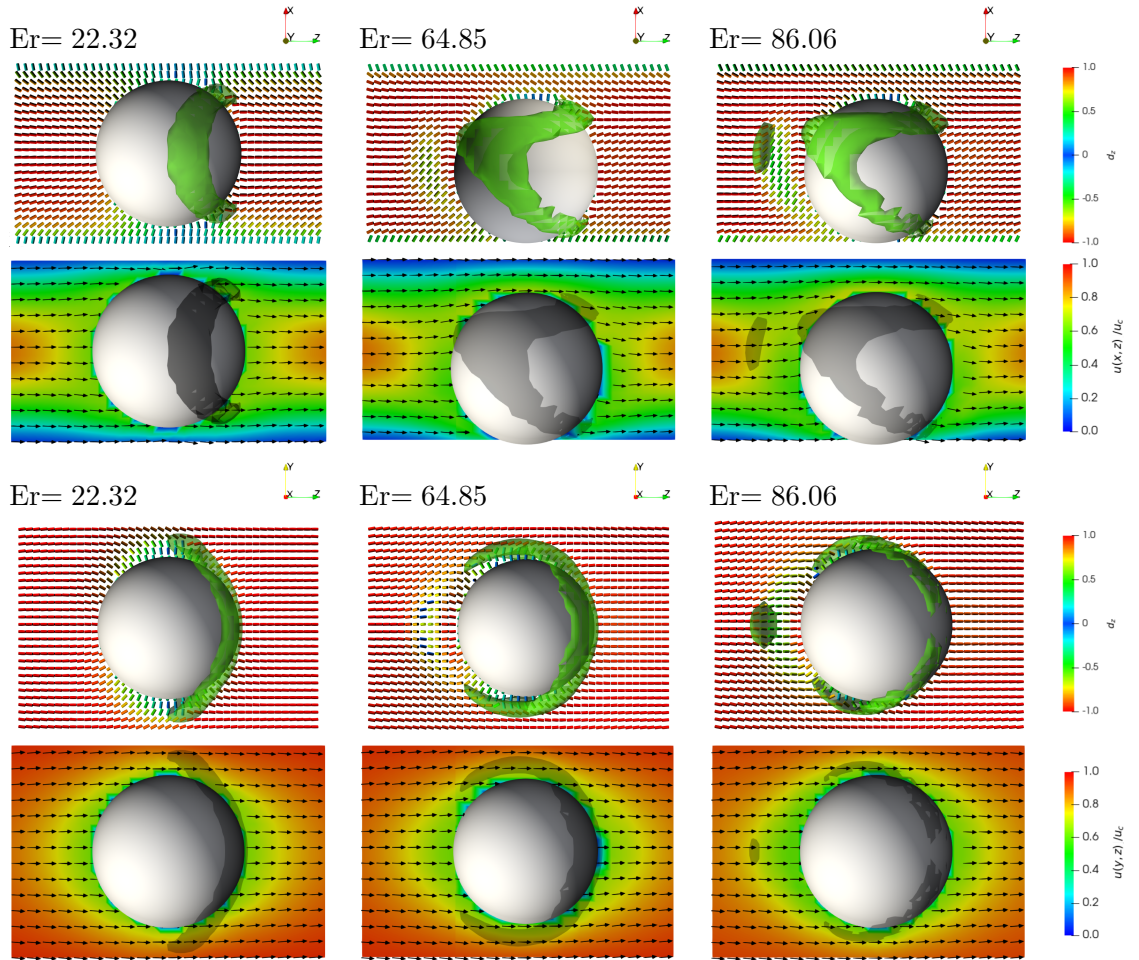 X
Y Z
X
Y Z
X
Y Z
Er= 22.32
Er= 64.85
Er= 86.06
1.0
0.5
0
-0.5
-1.0
d_z
1.0
0.8
0.6
0.4
0.2
0.0
u(x,z) /u_c
Y
X Z
Y
X Z
Y
X Z
Er= 22.32
Er= 64.85
Er= 86.06
1.0
0.5
0
-0.5
-1.0
d_z
1.0
0.8
0.6
0.4
0.2
0.0
u(y,z) /u_c